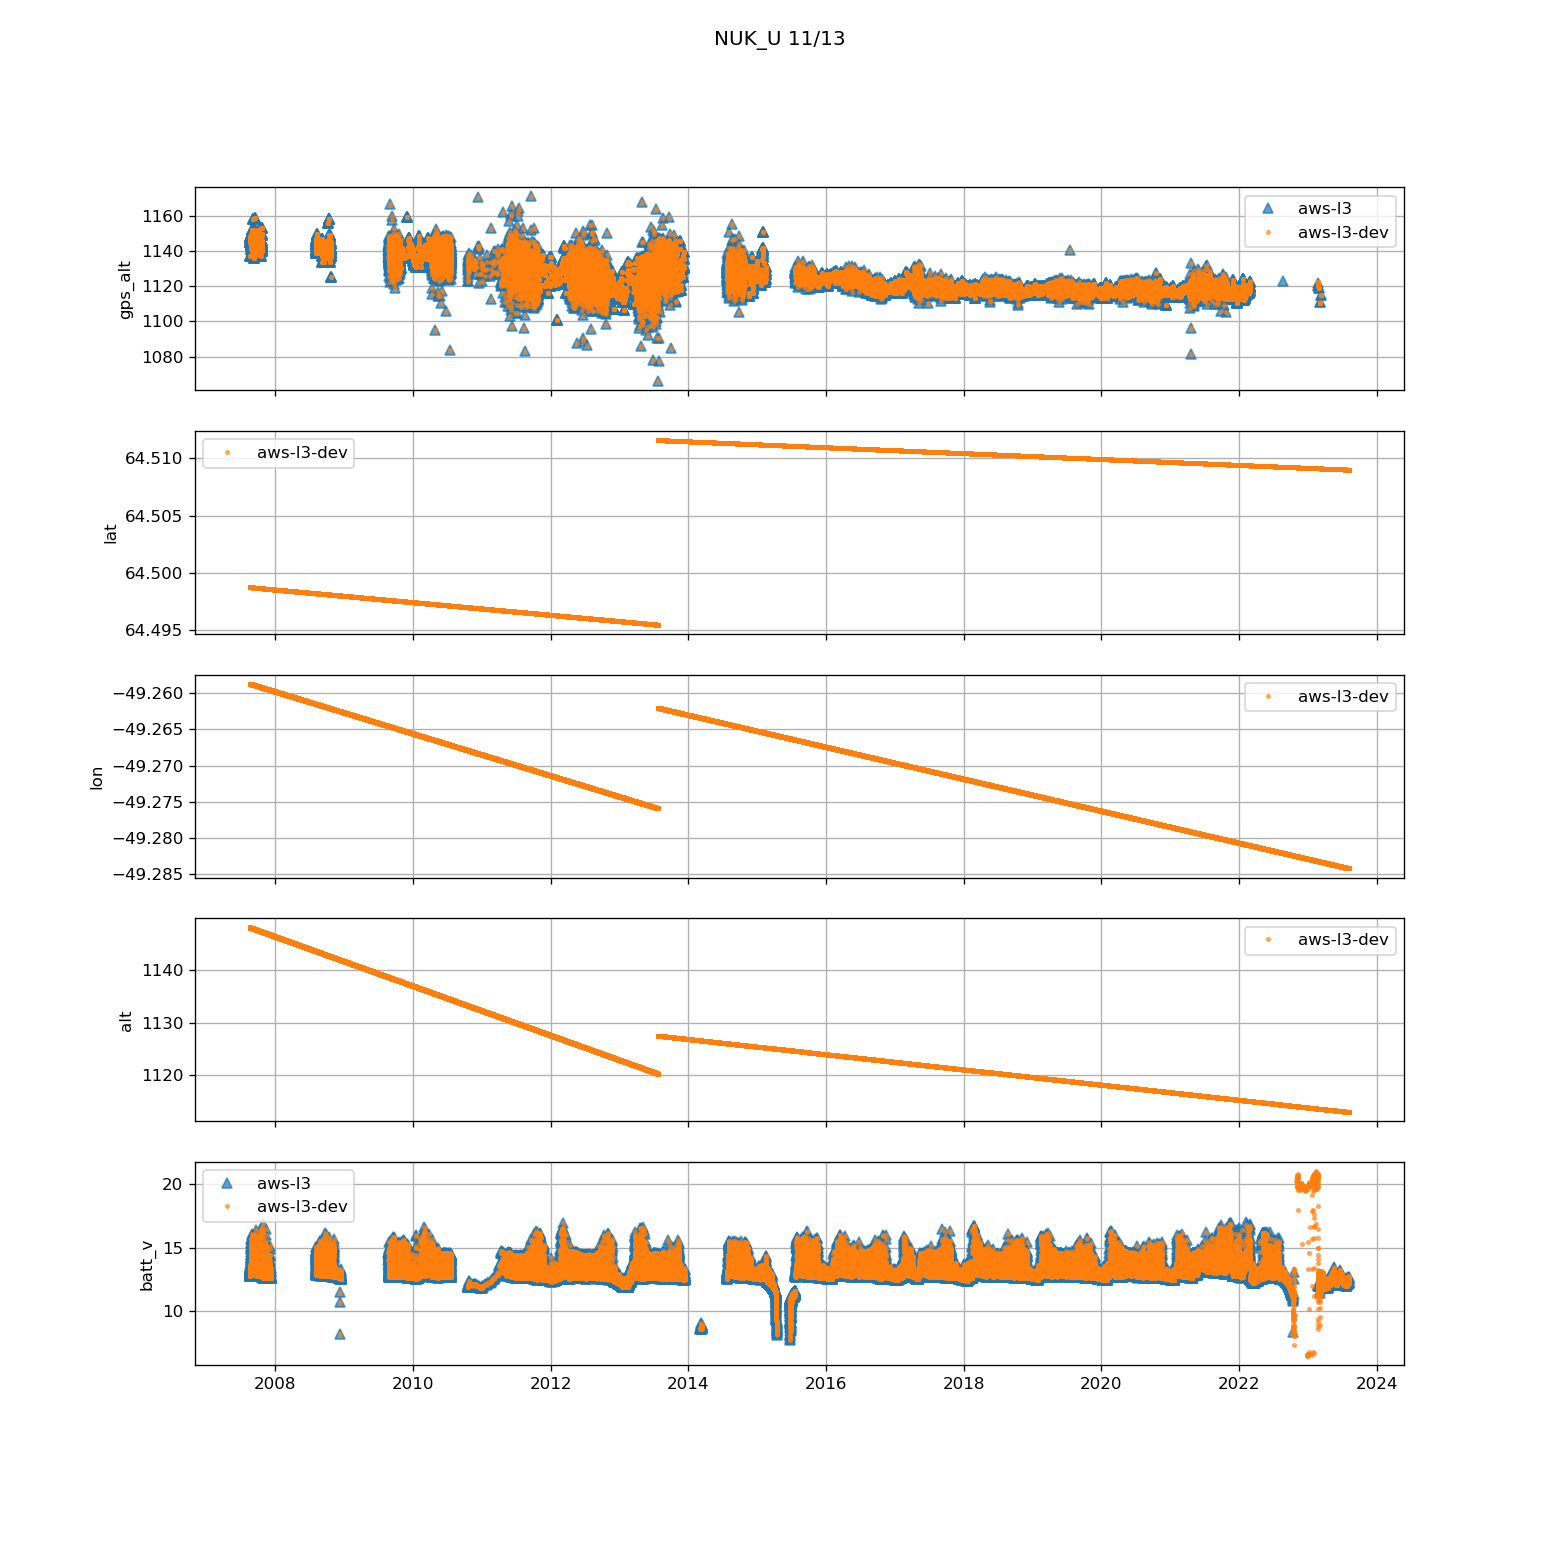 NUK_U 11/13
1160
1140
1120
1100
1080
gps_alt
aws-l3
aws-l3-dev
64.510
64.505
64.500
64.495
lat
aws-l3-dev
−49.260
−49.265
−49.270
−49.275
−49.280
−49.285
lon
aws-l3-dev
1140
1130
1120
alt
aws-l3-dev
20
15
10
batt_v
aws-l3
aws-l3-dev
2008 2010 2012 2014 2016 2018 2020 2022 2024